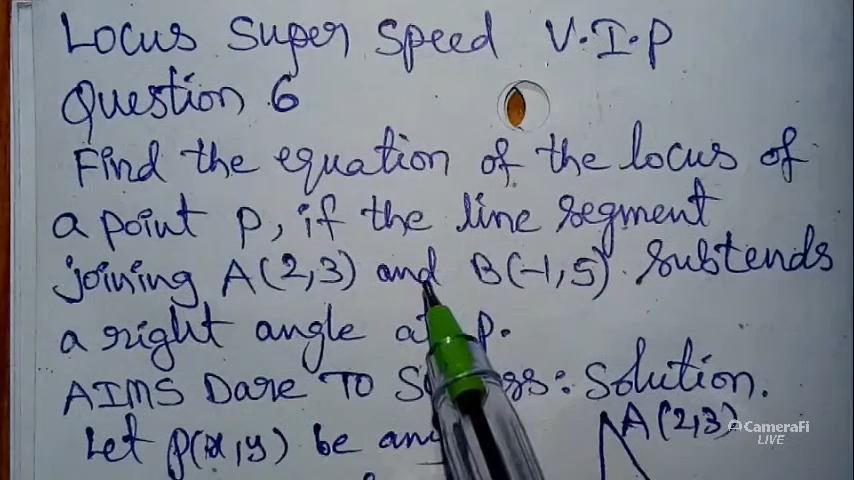 Locus Super Speed V.I.P
Question 6
Find the equation of the locus of
a point P, if the line segment
joining A(2,3) and B(-1,5) subtends
a right angle at P.
AIMS Dare To : Solution.
Let P(x,y) be
A(2,3)
CameraFi
LIVE